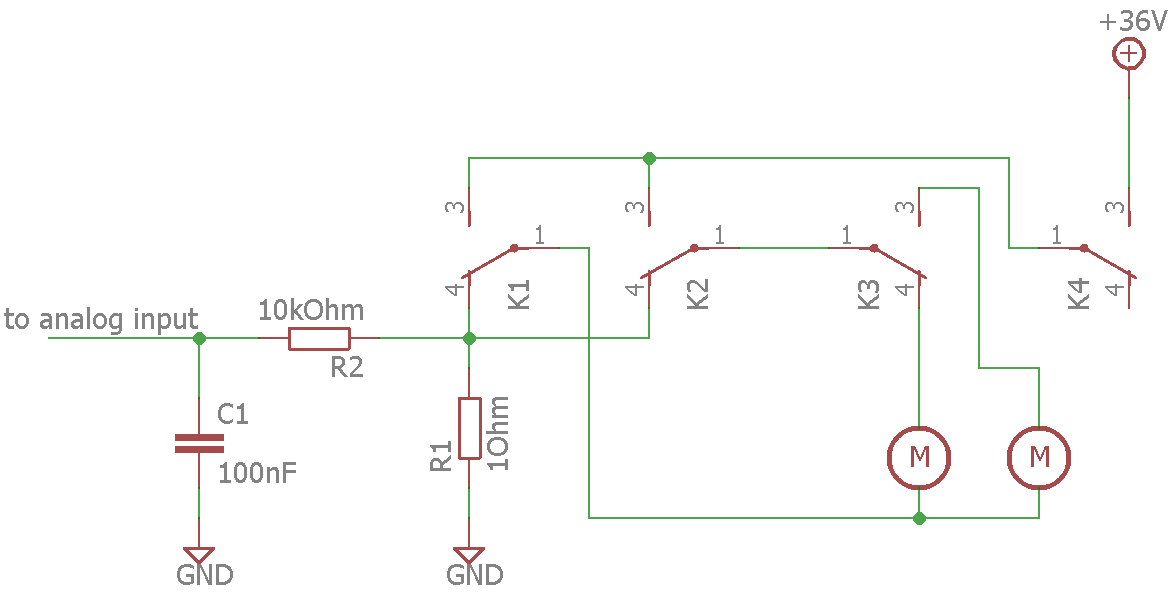 +36V
3
3
3
3
1
1
1
1
4
K1
4
K2
K3
4
K4
4
to analog input
10kOhm
R2
C1
100nF
R1
1Ohm
M
M
GND
GND